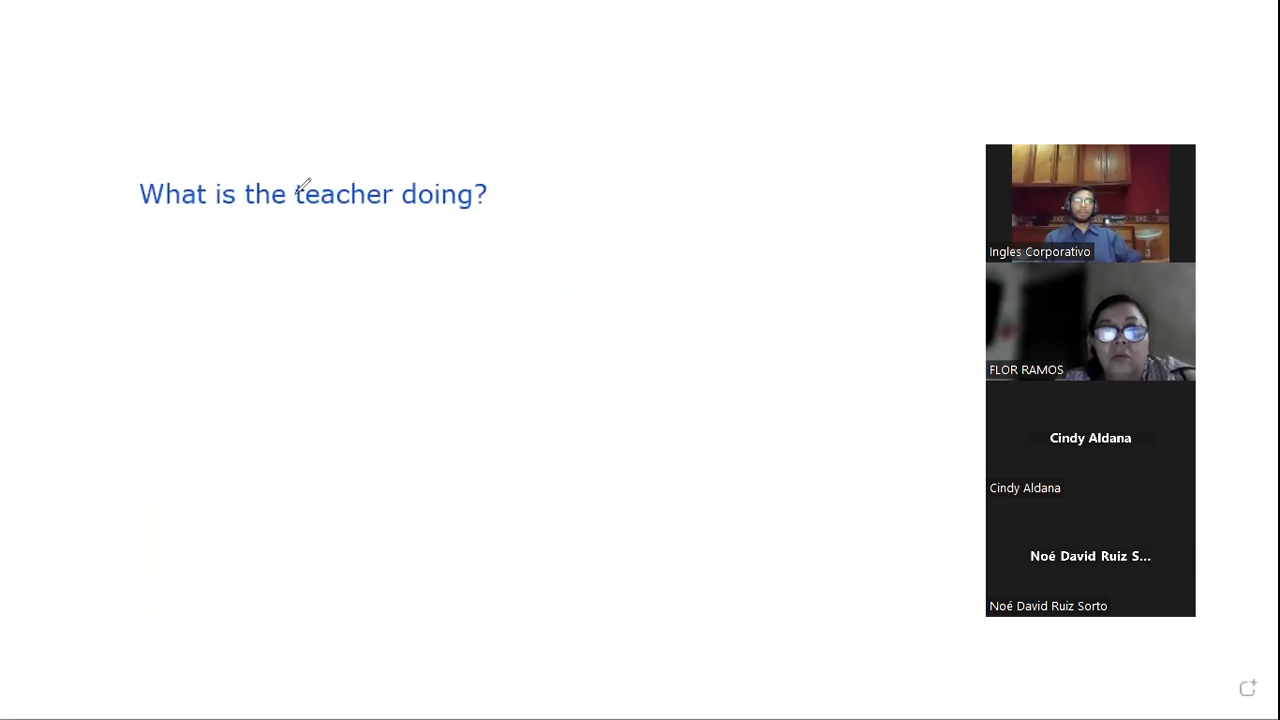 What is the teacher doing?
Ingles Corporativo
FLOR RAMOS
Cindy Aldana
Cindy Aldana
Noé David Ruiz S...
Noé David Ruiz Sorto